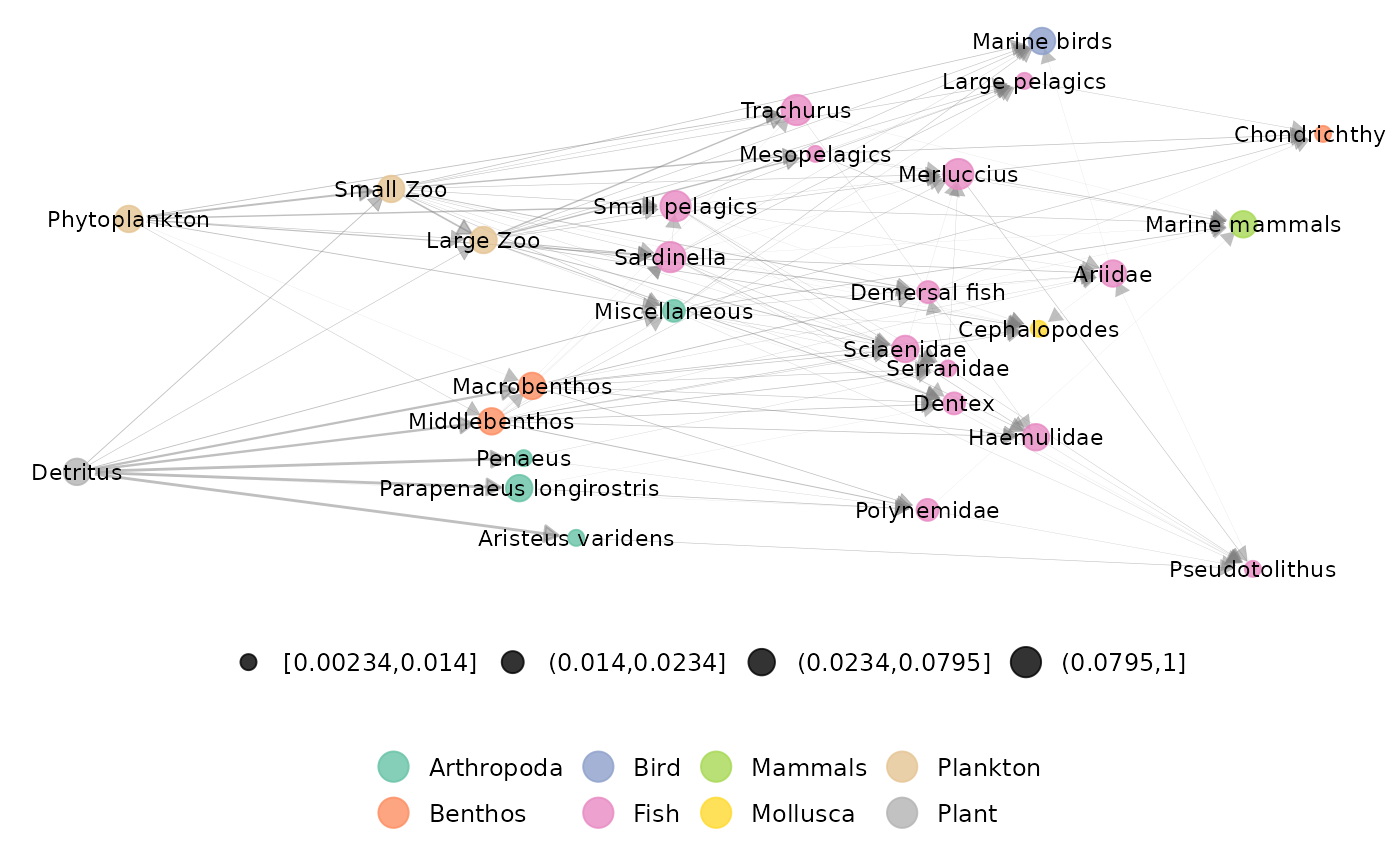 Marine birds
Large pelagics
Trachurus
Chondrichthy
Mesopelagics
Merluccius
Small Zoo
Small pelagics
Phytoplankton
Marine mammals
Large Zoo
Sardinella
Ariidae
Demersal fish
Miscellaneous
Cephalopodes
Sciaenidae
Serranidae
Macrobenthos
Dentex
Middlebenthos
Haemulidae
Penaeus
Detritus
Parapenaeus longirostris
Polynemidae
Aristeus varidens
Pseudotolithus
[0.00234,0.014] (0.014,0.0234] (0.0234,0.0795] (0.0795,1]
Arthropoda Bird Mammals Plankton
Benthos Fish Mollusca Plant